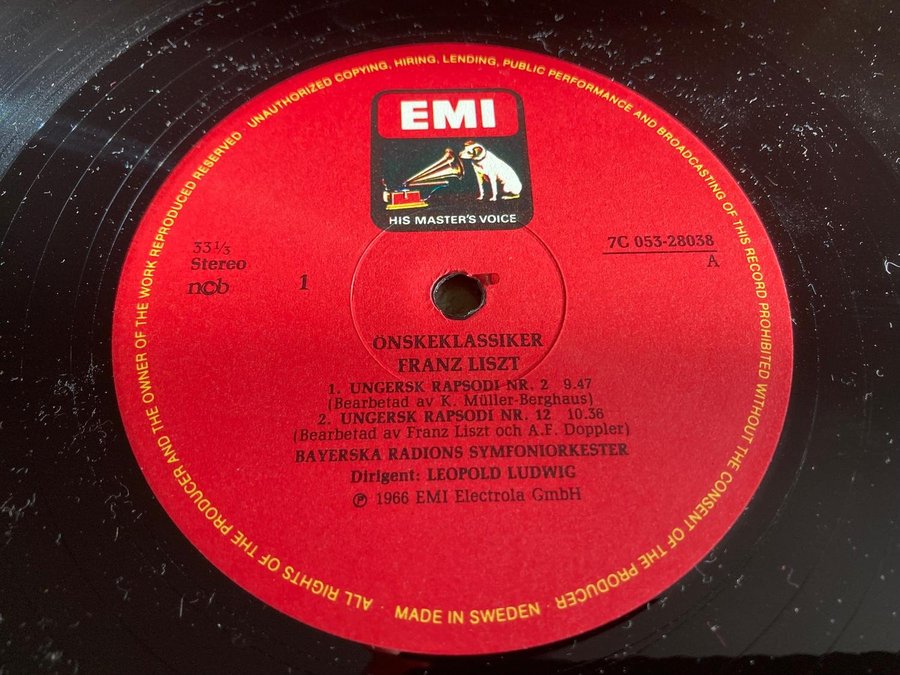 EMI
HIS MASTER'S VOICE
33 1/3
Stereo
ncb
1
7C 053-28038
A
ÖNSKEKLASSIKER
FRANZ LISZT
1. UNGERSK RAPSODI NR. 2 9.47
(Bearbetad av K. Müller-Berghaus)
2. UNGERSK RAPSODI NR. 12 10.36
(Bearbetad av Franz Liszt och A.F. Doppler)
BAYERSKA RADIONS SYMFONIORKESTER
Dirigent: LEOPOLD LUDWIG
℗ 1966 EMI Electrola GmbH
ALL RIGHTS OF THE PRODUCER AND THE OWNER OF THE WORK REPRODUCED RESERVED · UNAUTHORIZED COPYING, HIRING, LENDING, PUBLIC PERFORMANCE AND BROADCASTING OF THIS RECORD PROHIBITED WITHOUT THE CONSENT OF THE PRODUCER ·
MADE IN SWEDEN ·